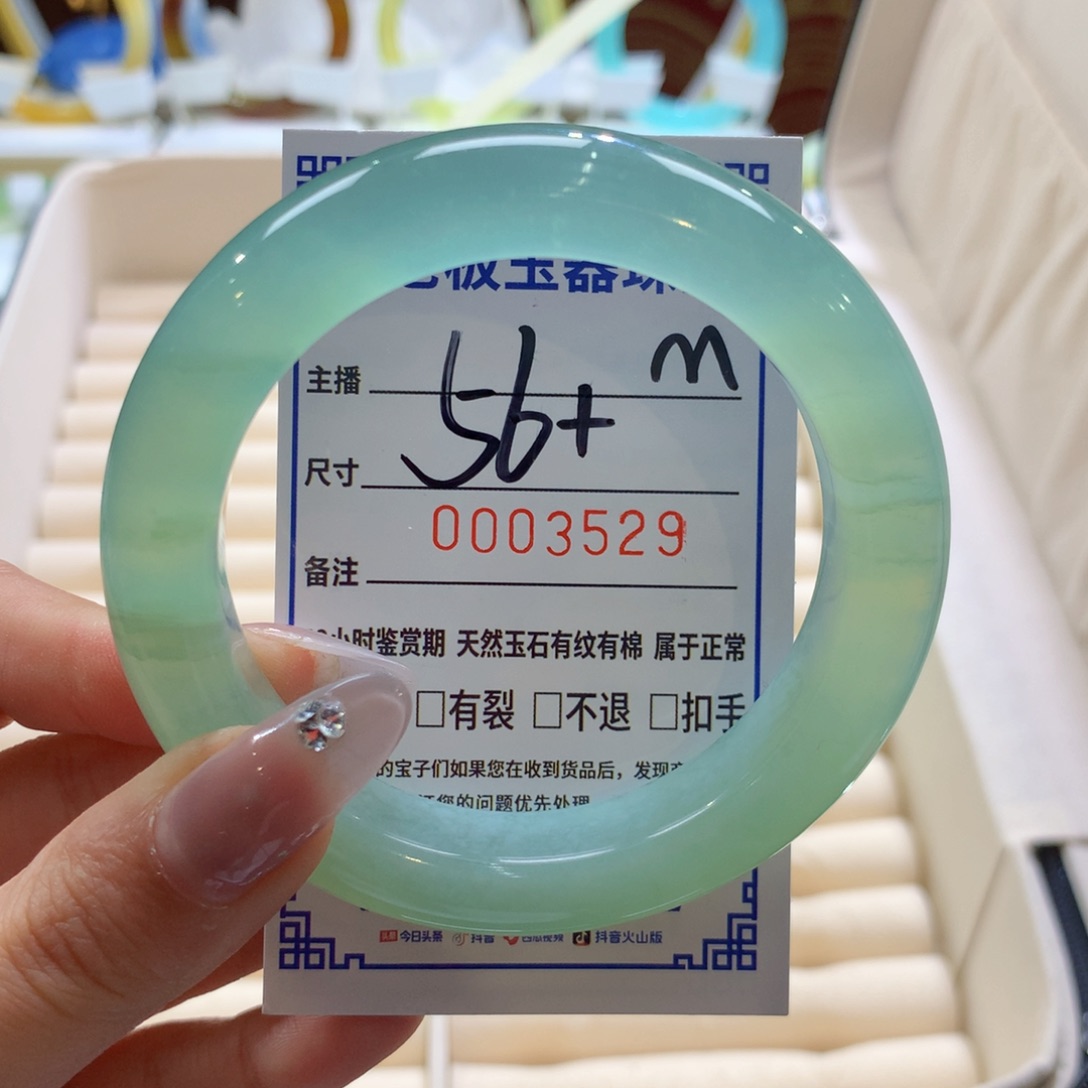 板玉器珠
主播 m
尺寸 56+
0003529
备注
小时鉴赏期 天然玉石有纹有棉 属于正常
□有裂 □不退 □扣手
的宝子们如果您在收到货品后，发现
您的问题优先处理
头条 今日头条 抖音 西瓜视频 抖音火山版